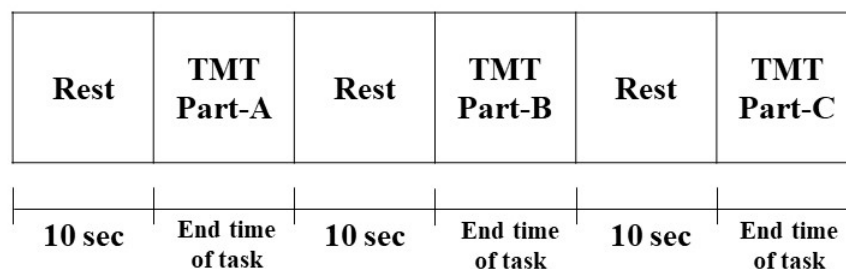 Rest
TMT
Part-A
Rest
TMT
Part-B
Rest
TMT
Part-C
10 sec
End time
of task
10 sec
End time
of task
10 sec
End time
of task